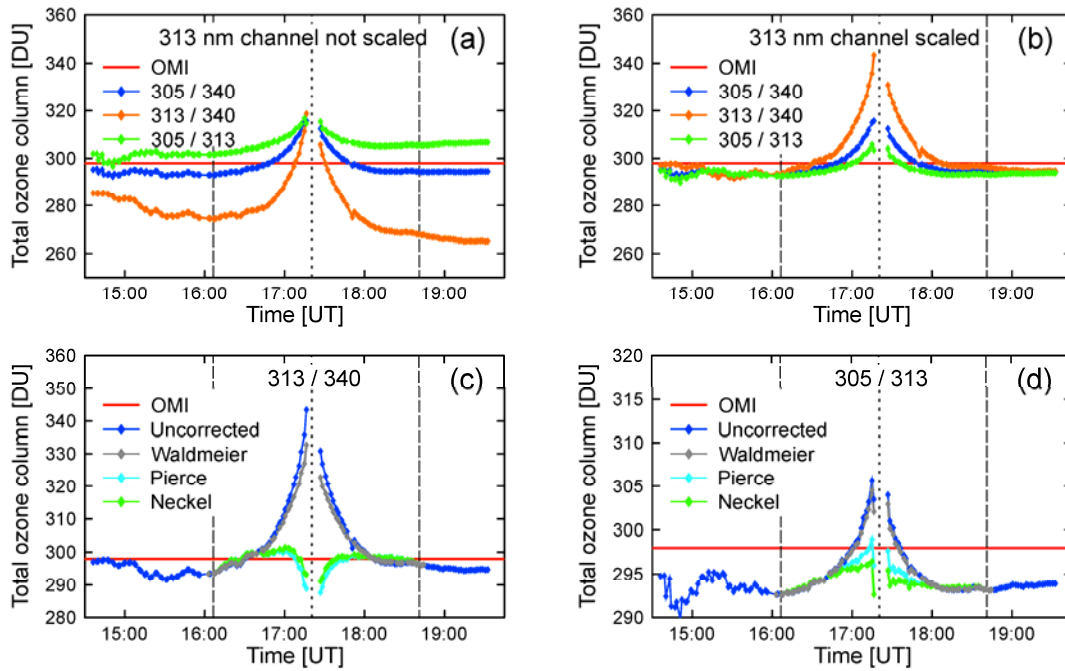 313 nm channel not scaled
(a)
Total ozone column [DU]
360
340
320
300
280
260
OMI
305 / 340
313 / 340
305 / 313
15:00 16:00 17:00 18:00 19:00
Time [UT]
313 nm channel scaled
(b)
Total ozone column [DU]
360
340
320
300
280
260
OMI
305 / 340
313 / 340
305 / 313
15:00 16:00 17:00 18:00 19:00
Time [UT]
313 / 340
(c)
Total ozone column [DU]
360
350
340
330
320
310
300
290
280
OMI
Uncorrected
Waldmeier
Pierce
Neckel
15:00 16:00 17:00 18:00 19:00
Time [UT]
305 / 313
(d)
Total ozone column [DU]
320
315
310
305
300
295
290
OMI
Uncorrected
Waldmeier
Pierce
Neckel
15:00 16:00 17:00 18:00 19:00
Time [UT]